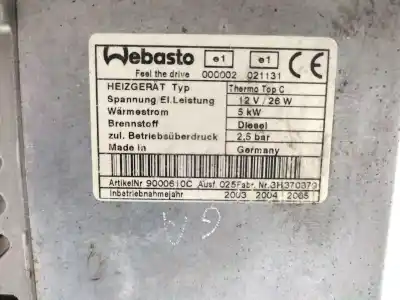 Webasto e1 e1 CE
Feel the drive 000002 021131
HEIZGERÄT Typ Thermo Top C
Spannung El. Leistung 12 V / 26 W
Wärmestrom 5 kW
Brennstoff Diesel
zul. Betriebsüberdruck 2,5 bar
Made in Germany
ArtikelNr 9000610C Ausf. 025 Fabr. Nr. 3H370379
Inbetriebnahmejahr 2003 2004 2005